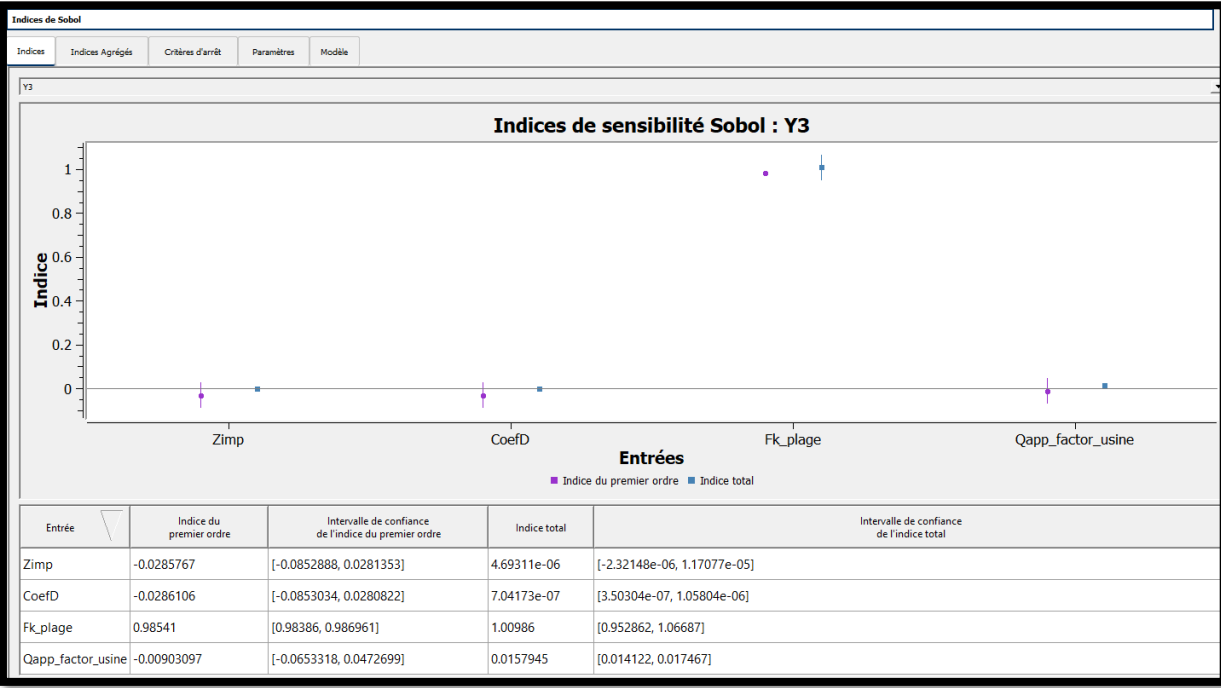 Indices de Sobol
Indices Indices Agrégés Critères d'arrêt Paramètres Modèle
Y3
Indices de sensibilité Sobol : Y3
1
0.8
0.6
0.4
0.2
0
Indice
Zimp CoefD Fk_plage Qapp_factor_usine
Entrées
Indice du premier ordre Indice total
Entrée Indice du premier ordre Intervalle de confiance de l'indice du premier ordre Indice total Intervalle de confiance de l'indice total
Zimp -0.0285767 [-0.0852888, 0.0281353] 4.69311e-06 [-2.32148e-06, 1.17077e-05]
CoefD -0.0286106 [-0.0853034, 0.0280822] 7.04173e-07 [3.50304e-07, 1.05804e-06]
Fk_plage 0.98541 [0.98386, 0.986961] 1.00986 [0.952862, 1.06687]
Qapp_factor_usine -0.00903097 [-0.0653318, 0.0472699] 0.0157945 [0.014122, 0.017467]